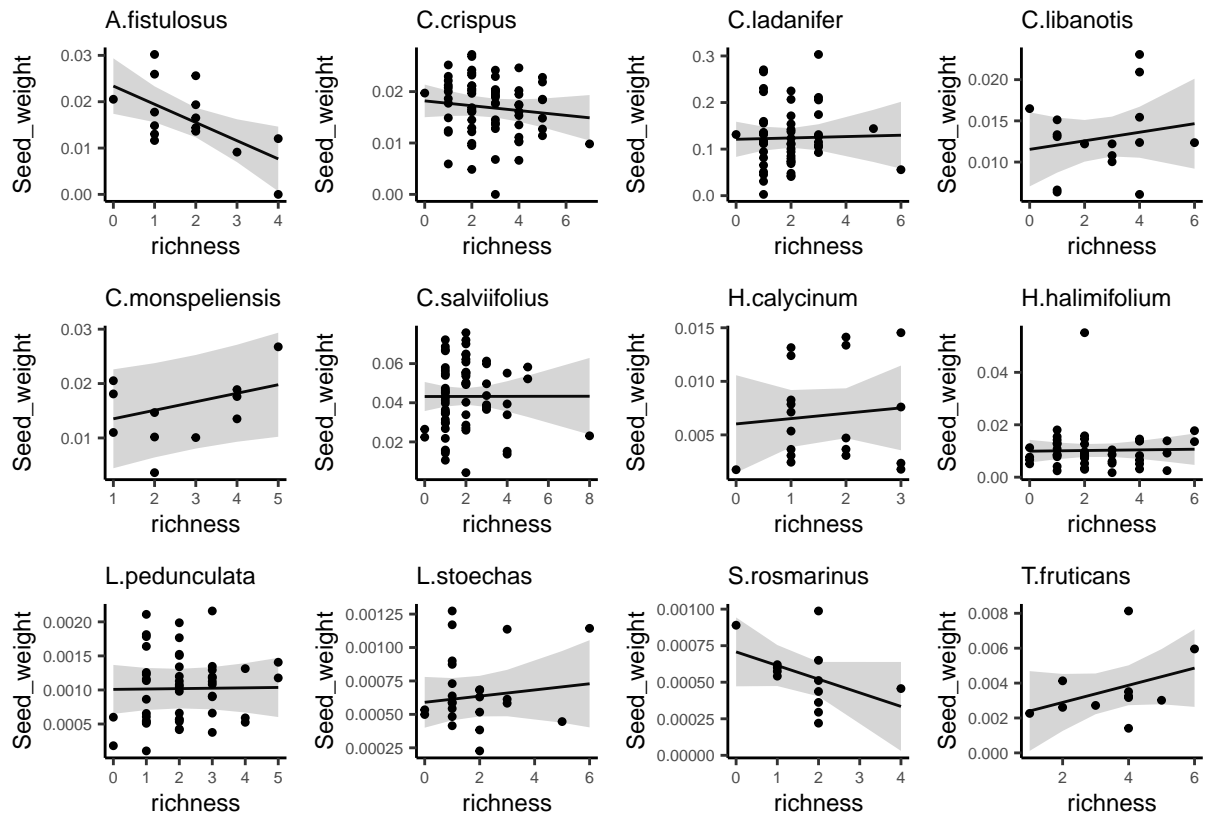 A.fistulosus
C.crispus
C.ladanifer
C.libanotis
Seed_weight
0.03
0.02
0.01
0.00
0 1 2 3 4
richness
Seed_weight
0.02
0.01
0.00
0 2 4 6
richness
Seed_weight
0.3
0.2
0.1
0.0
0 2 4 6
richness
Seed_weight
0.020
0.015
0.010
0 2 4 6
richness
C.monspeliensis
C.salviifolius
H.calycinum
H.halimifolium
Seed_weight
0.03
0.02
0.01
1 2 3 4 5
richness
Seed_weight
0.06
0.04
0.02
0 2 4 6 8
richness
Seed_weight
0.015
0.010
0.005
0 1 2 3
richness
Seed_weight
0.04
0.02
0.00
0 2 4 6
richness
L.pedunculata
L.stoechas
S.rosmarinus
T.fruticans
Seed_weight
0.0020
0.0015
0.0010
0.0005
0 1 2 3 4 5
richness
Seed_weight
0.00125
0.00100
0.00075
0.00050
0.00025
0 2 4 6
richness
Seed_weight
0.00100
0.00075
0.00050
0.00025
0.00000
0 1 2 3 4
richness
Seed_weight
0.008
0.006
0.004
0.002
0.000
2 4 6
richness